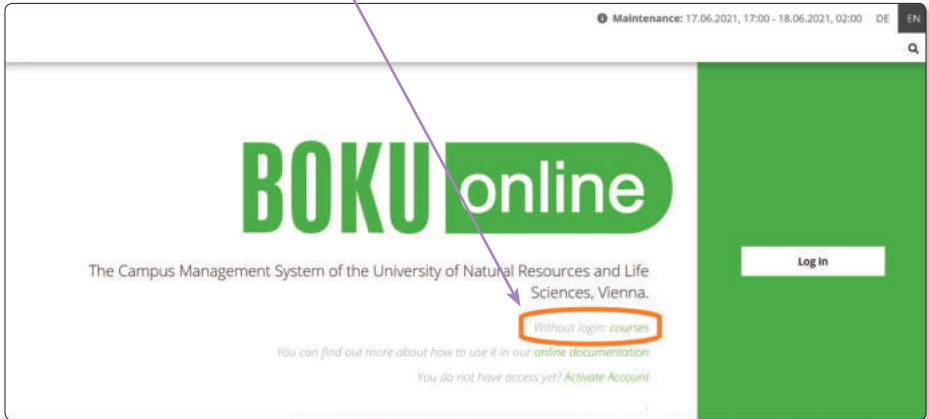 Maintenance: 17.06.2021, 17:00 - 18.06.2021, 02:00 DE EN
BOKU online
The Campus Management System of the University of Natural Resources and Life
Sciences, Vienna.
Without login: courses
You can find out more about how to use it in our online documentation
You do not have access yet? Activate Account
.
Log In